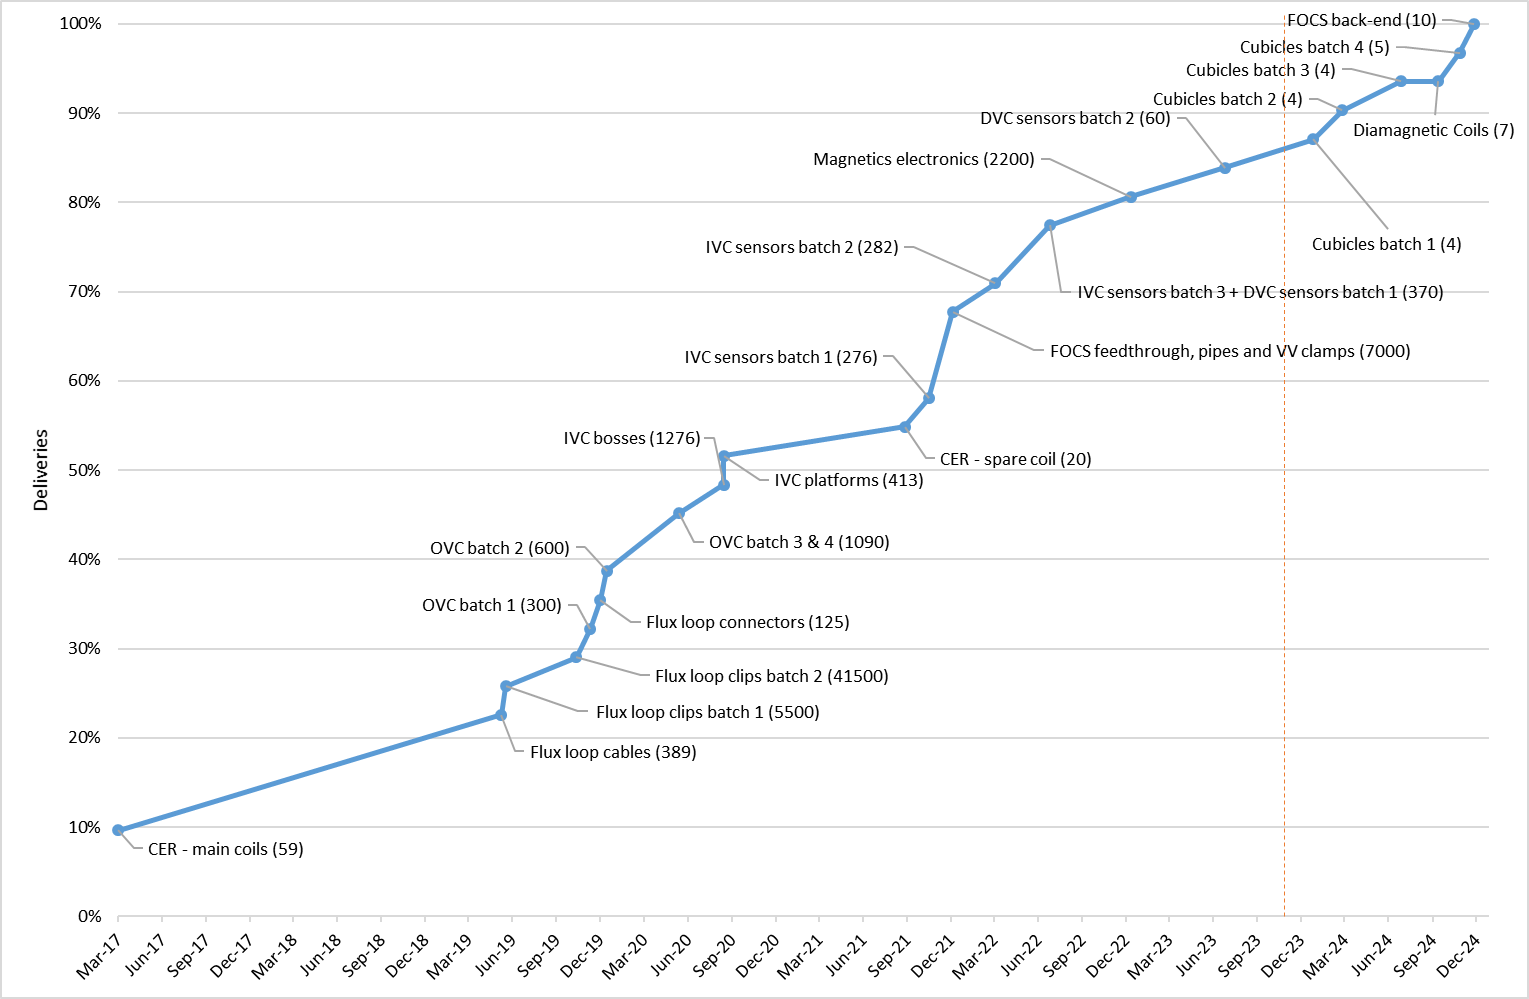 100%
FOCS back-end (10)
Cubicles batch 4 (5)
Cubicles batch 3 (4)
Cubicles batch 2 (4)
90%
DVC sensors batch 2 (60)
Diamagnetic Coils (7)
Magnetics electronics (2200)
80%
IVC sensors batch 2 (282)
Cubicles batch 1 (4)
70%
IVC sensors batch 3 + DVC sensors batch 1 (370)
IVC sensors batch 1 (276)
FOCS feedthrough, pipes and VV clamps (7000)
60%
IVC bosses (1276)
CER - spare coil (20)
50%
IVC platforms (413)
Deliveries
OVC batch 2 (600)
OVC batch 3 & 4 (1090)
40%
OVC batch 1 (300)
Flux loop connectors (125)
30%
Flux loop clips batch 2 (41500)
Flux loop clips batch 1 (5500)
20%
Flux loop cables (389)
10%
CER - main coils (59)
0%
Mar-17
Jun-17
Sep-17
Dec-17
Mar-18
Jun-18
Sep-18
Dec-18
Mar-19
Jun-19
Sep-19
Dec-19
Mar-20
Jun-20
Sep-20
Dec-20
Mar-21
Jun-21
Sep-21
Dec-21
Mar-22
Jun-22
Sep-22
Dec-22
Mar-23
Jun-23
Sep-23
Dec-23
Mar-24
Jun-24
Sep-24
Dec-24